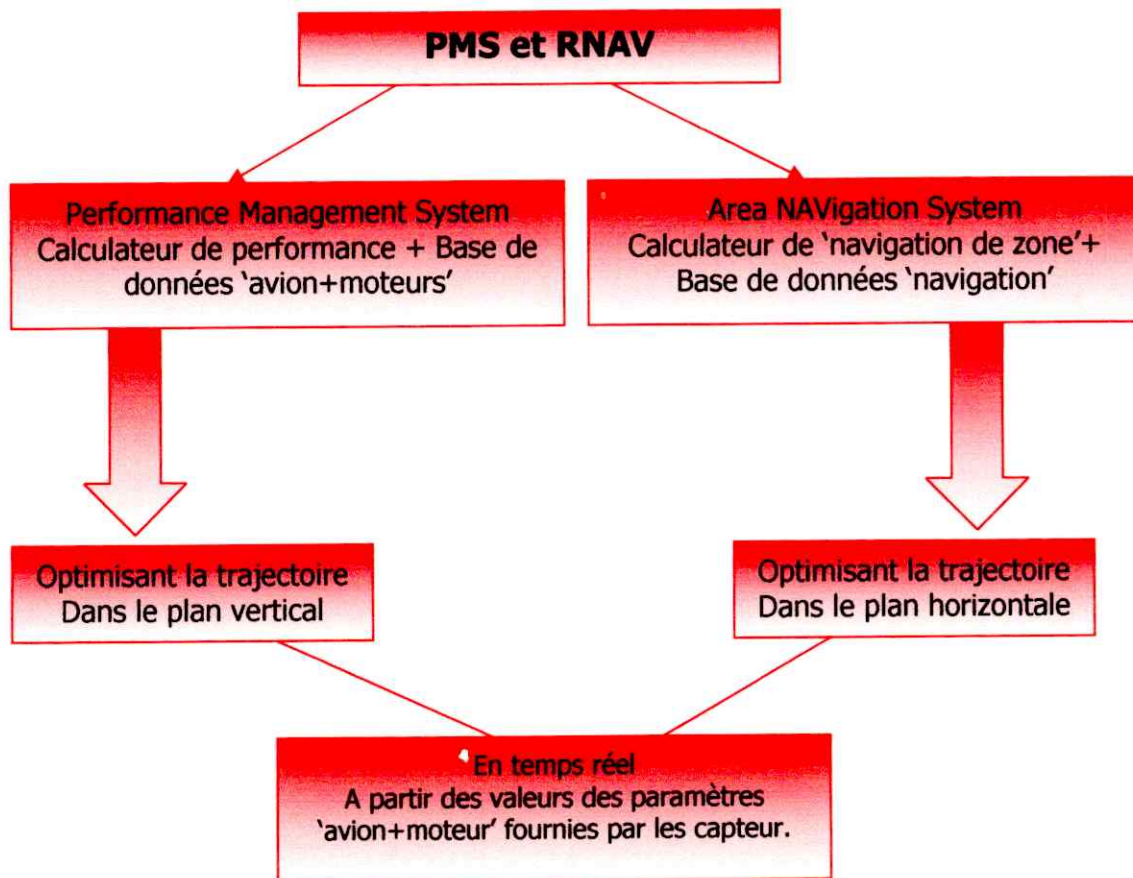 PMS et RNAV
Performance Management System
Calculateur de performance + Base de
données ‘avion+moteurs’
Area NAVigation System
Calculateur de ‘navigation de zone’+
Base de données ‘navigation’
Optimisant la trajectoire
Dans le plan vertical
Optimisant la trajectoire
Dans le plan horizontale
En temps réel
A partir des valeurs des paramètres
‘avion+moteur’ fournies par les capteur.